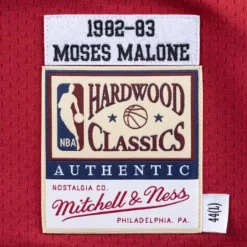 1982-83
MOSES MALONE
HARDWOOD
CLASSICS
NBA
AUTHENTIC
NOSTALGIA CO.
Mitchell & Ness
PHILADELPHIA, PA.
44(L)